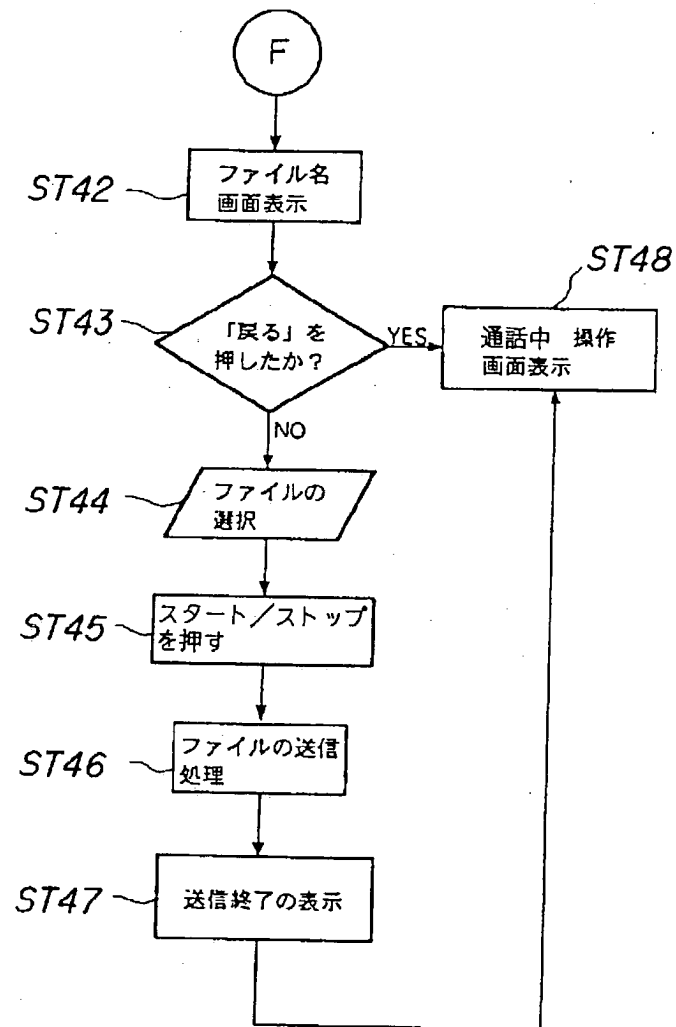 F
ST42
ファイル名
画面表示
ST48
ST43
「戻る」を
押したか？
YES
通話中 操作
画面表示
NO
ST44
ファイルの
選択
ST45
スタート／ストップ
を押す
ST46
ファイルの送信
処理
ST47
送信終了の表示